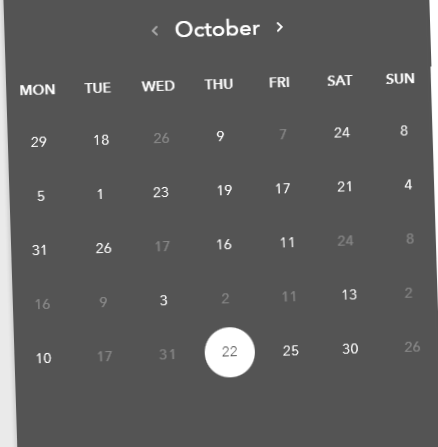 ‹ October ›
MON TUE WED THU FRI SAT SUN
29 18 26 9 7 24 8
5 1 23 19 17 21 4
31 26 17 16 11 24 8
16 9 3 2 11 13 2
10 17 31 22 25 30 26